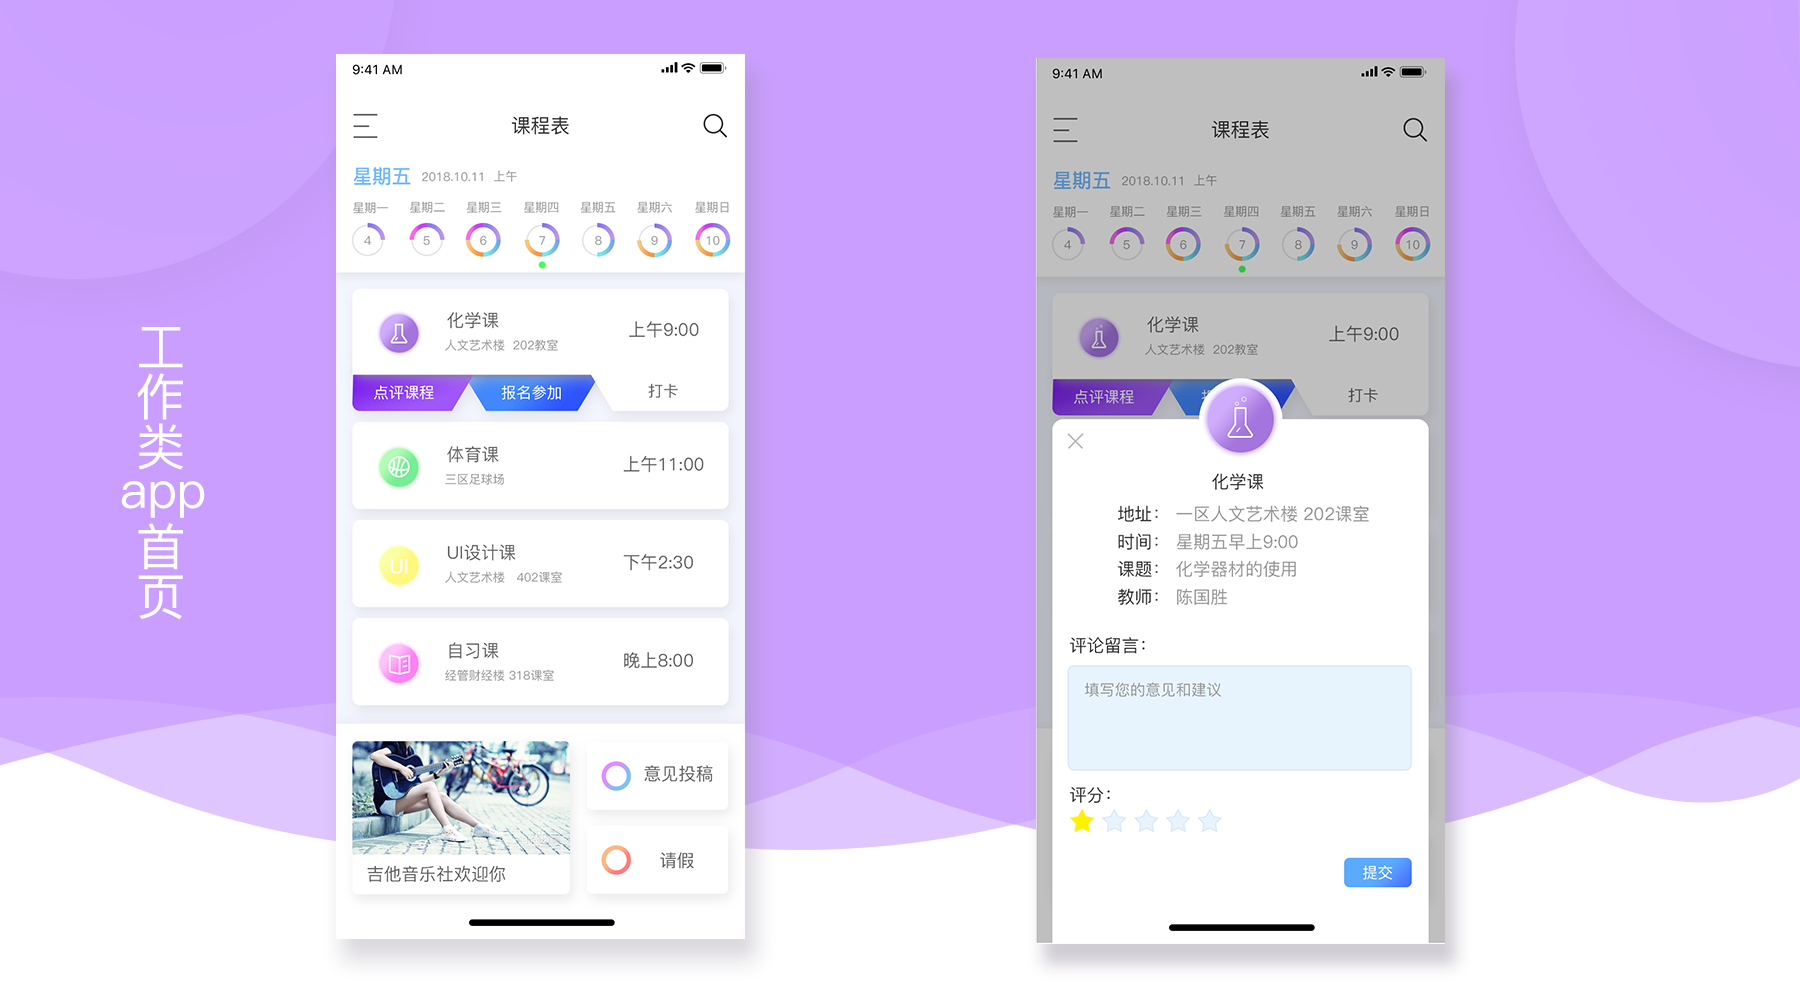 工作类app首页
9:41 AM
课程表
星期五 2018.10.11 上午
星期一 星期二 星期三 星期四 星期五 星期六 星期日
4 5 6 7 8 9 10
化学课
人文艺术楼 202教室
上午9:00
点评课程 报名参加 打卡
体育课
三区足球场
上午11:00
UI
UI设计课
人文艺术楼 402课室
下午2:30
自习课
经管财经楼 318课室
晚上8:00
吉他音乐社欢迎你
意见投稿
请假
9:41 AM
课程表
星期五 2018.10.11 上午
星期一 星期二 星期三 星期四 星期五 星期六 星期日
4 5 6 7 8 9 10
化学课
人文艺术楼 202教室
上午9:00
点评课程 打卡
化学课
地址： 一区人文艺术楼 202课室
时间： 星期五早上9:00
课题： 化学器材的使用
教师： 陈国胜
评论留言：
填写您的意见和建议
评分：
提交